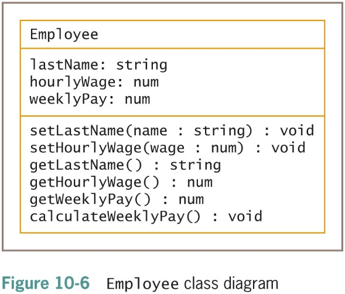 Employee
lastName: string
hourlyWage: num
weeklyPay: num
setLastName(name : string) : void
setHourlyWage(wage : num) : void
getLastName() : string
getHourlyWage() : num
getWeeklyPay() : num
calculateWeeklyPay() : void
Figure 10-6 Employee class diagram